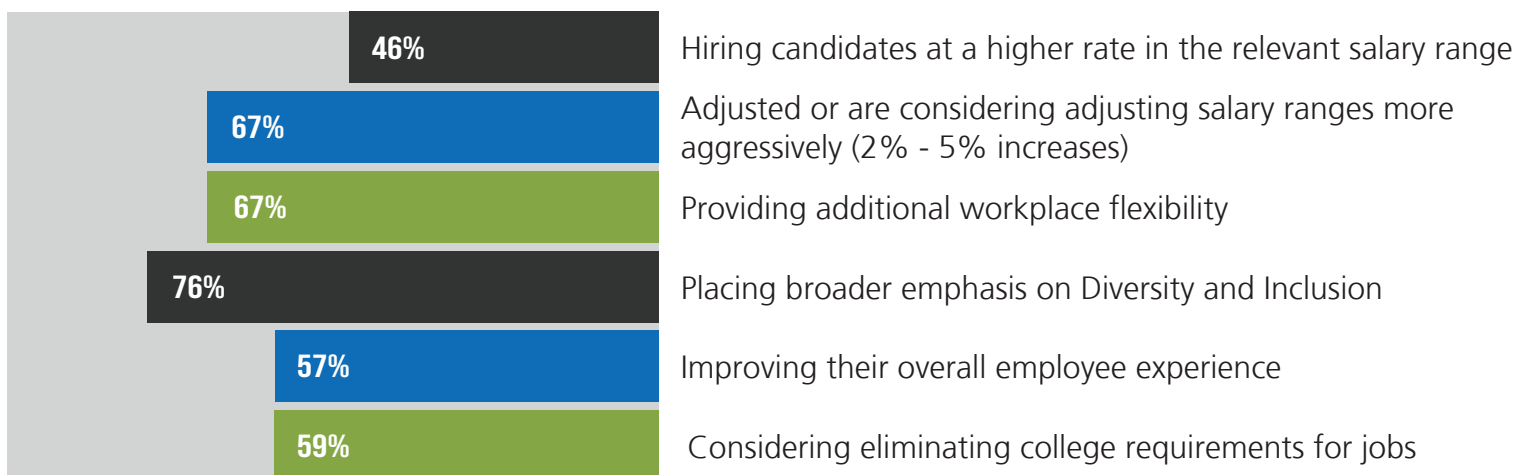 46% Hiring candidates at a higher rate in the relevant salary range
67% Adjusted or are considering adjusting salary ranges more
aggressively (2% - 5% increases)
67% Providing additional workplace flexibility
76% Placing broader emphasis on Diversity and Inclusion
57% Improving their overall employee experience
59% Considering eliminating college requirements for jobs